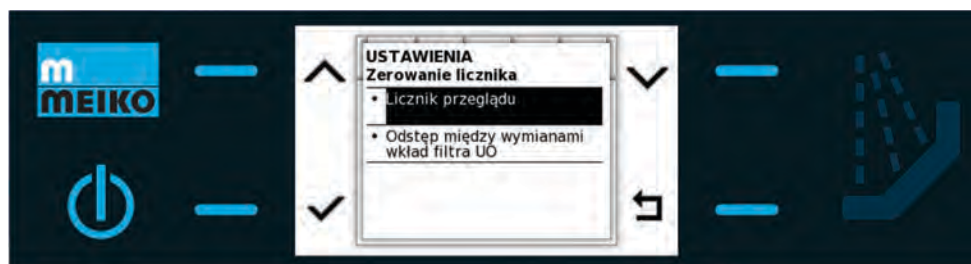 m
MEIKO
USTAWIENIA
Zerowanie licznika
• Licznik przeglądu
• Odstęp między wymianami
wkład filtra UO